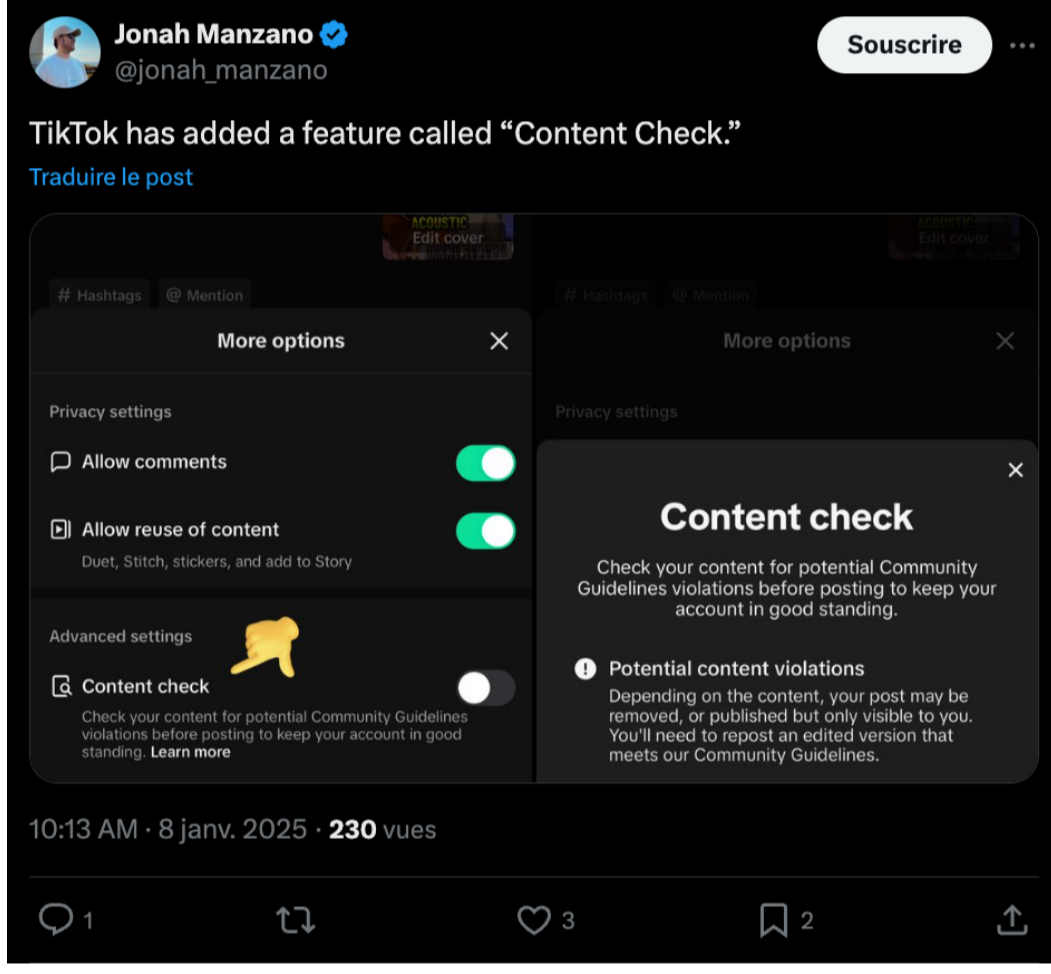 Jonah Manzano
@jonah_manzano
Souscrire
TikTok has added a feature called “Content Check.”
Traduire le post
ACOUSTIC
Edit cover
# Hashtags @ Mention
More options
Privacy settings
Allow comments
Allow reuse of content
Duet, Stitch, stickers, and add to Story
Advanced settings
Content check
Check your content for potential Community Guidelines
violations before posting to keep your account in good
standing. Learn more
ACOUSTIC
Edit cover
# Hashtags @ Mention
More options
Privacy settings
Content check
Check your content for potential Community
Guidelines violations before posting to keep your
account in good standing.
Potential content violations
Depending on the content, your post may be
removed, or published but only visible to you.
You'll need to repost an edited version that
meets our Community Guidelines.
10:13 AM · 8 janv. 2025 · 230 vues
1
3
2